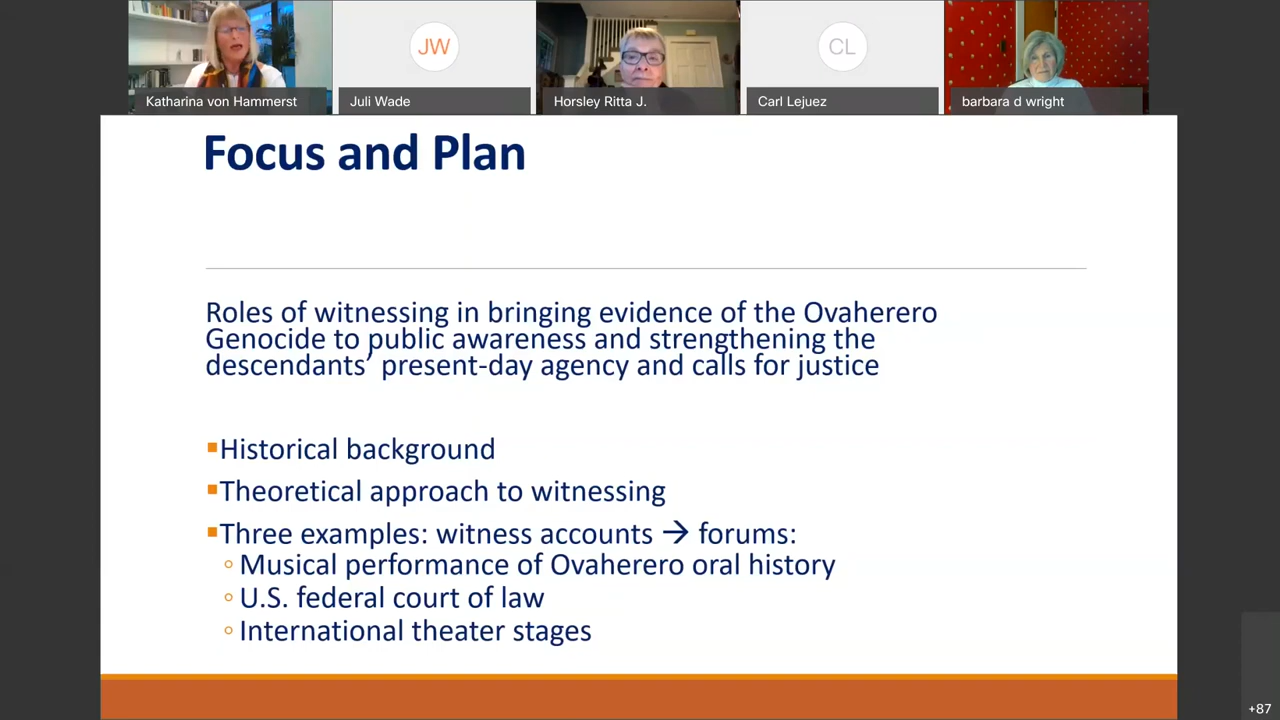 JW
CL
Katharina von Hammerst
Juli Wade
Horsley Ritta J.
Carl Lejuez
barbara d wright
Focus and Plan
Roles of witnessing in bringing evidence of the Ovaherero
Genocide to public awareness and strengthening the
descendants’ present-day agency and calls for justice
▪Historical background
▪Theoretical approach to witnessing
▪Three examples: witness accounts → forums:
◦ Musical performance of Ovaherero oral history
◦ U.S. federal court of law
◦ International theater stages
+87